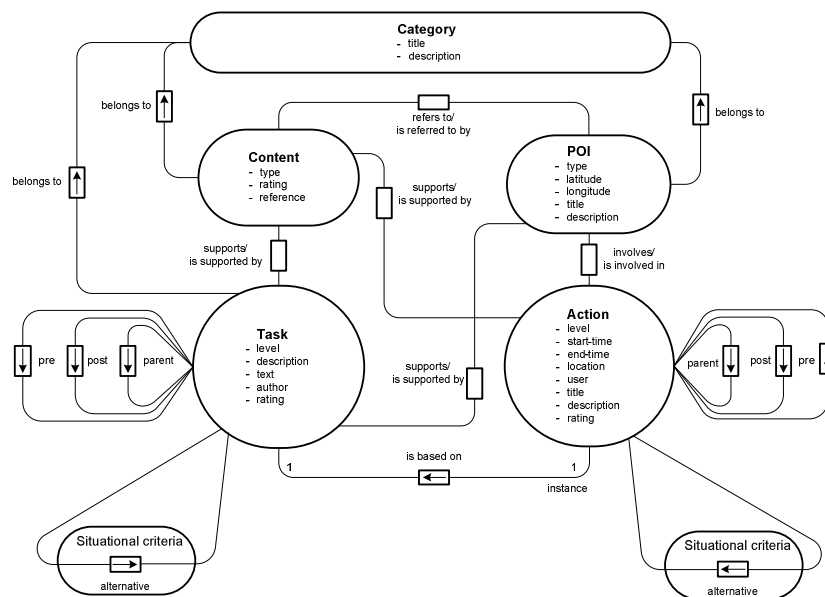 Category
- title
- description
belongs to
refers to/
is referred to by
belongs to
Content
- type
- rating
- reference
POI
- type
- latitude
- longitude
- title
- description
belongs to
supports/
is supported by
supports/
is supported by
involves/
is involved in
Task
- level
- description
- text
- author
- rating
Action
- level
- start-time
- end-time
- location
- user
- title
- description
- rating
pre
post
parent
supports/
is supported by
parent
post
pre
is based on
1
1
instance
Situational criteria
alternative
Situational criteria
alternative